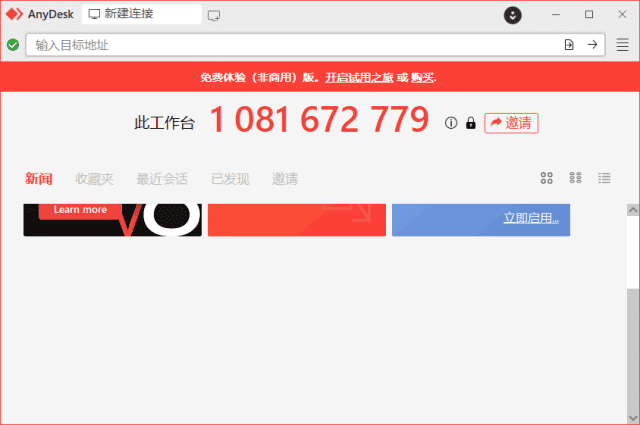 AnyDesk 新建连接
输入目标地址
免费体验（非商用）版。开启试用之旅 或 购买.
此工作台 1 081 672 779 邀请
新闻 收藏夹 最近会话 已发现 邀请
Learn more
立即启用...